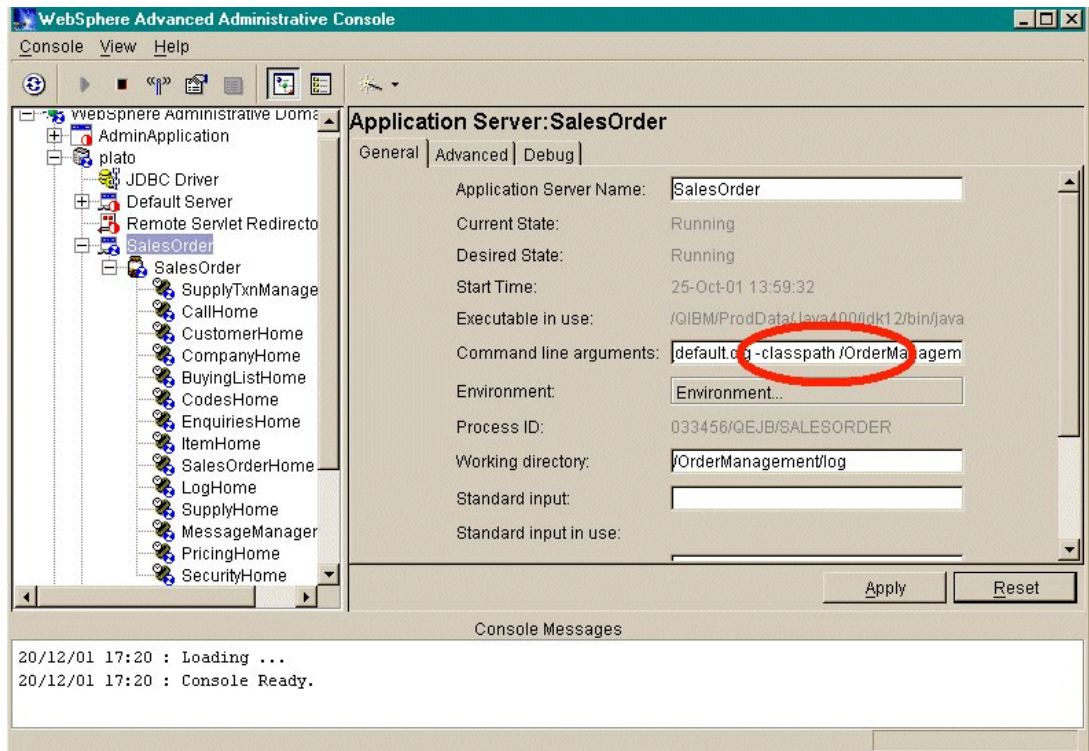 WebSphere Advanced Administrative Console
Console View Help
WebSphere Administrative Doma
AdminApplication
plato
JDBC Driver
Default Server
Remote Servlet Redirecto
SalesOrder
SalesOrder
SupplyTxnManage
CallHome
CustomerHome
CompanyHome
BuyingListHome
CodesHome
EnquiriesHome
ItemHome
SalesOrderHome
LogHome
SupplyHome
MessageManager
PricingHome
SecurityHome
Application Server:SalesOrder
General Advanced Debug
Application Server Name: SalesOrder
Current State: Running
Desired State: Running
Start Time: 25-Oct-01 13:59:32
Executable in use: /QIBM/ProdData/Java400/jdk12/bin/java
Command line arguments: -classpath /OrderManagem
Environment: Environment...
Process ID: 033456/QEJB/SALESORDER
Working directory: /OrderManagement/log
Standard input:
Standard input in use:
Apply Reset
Console Messages
20/12/01 17:20 : Loading ...
20/12/01 17:20 : Console Ready.